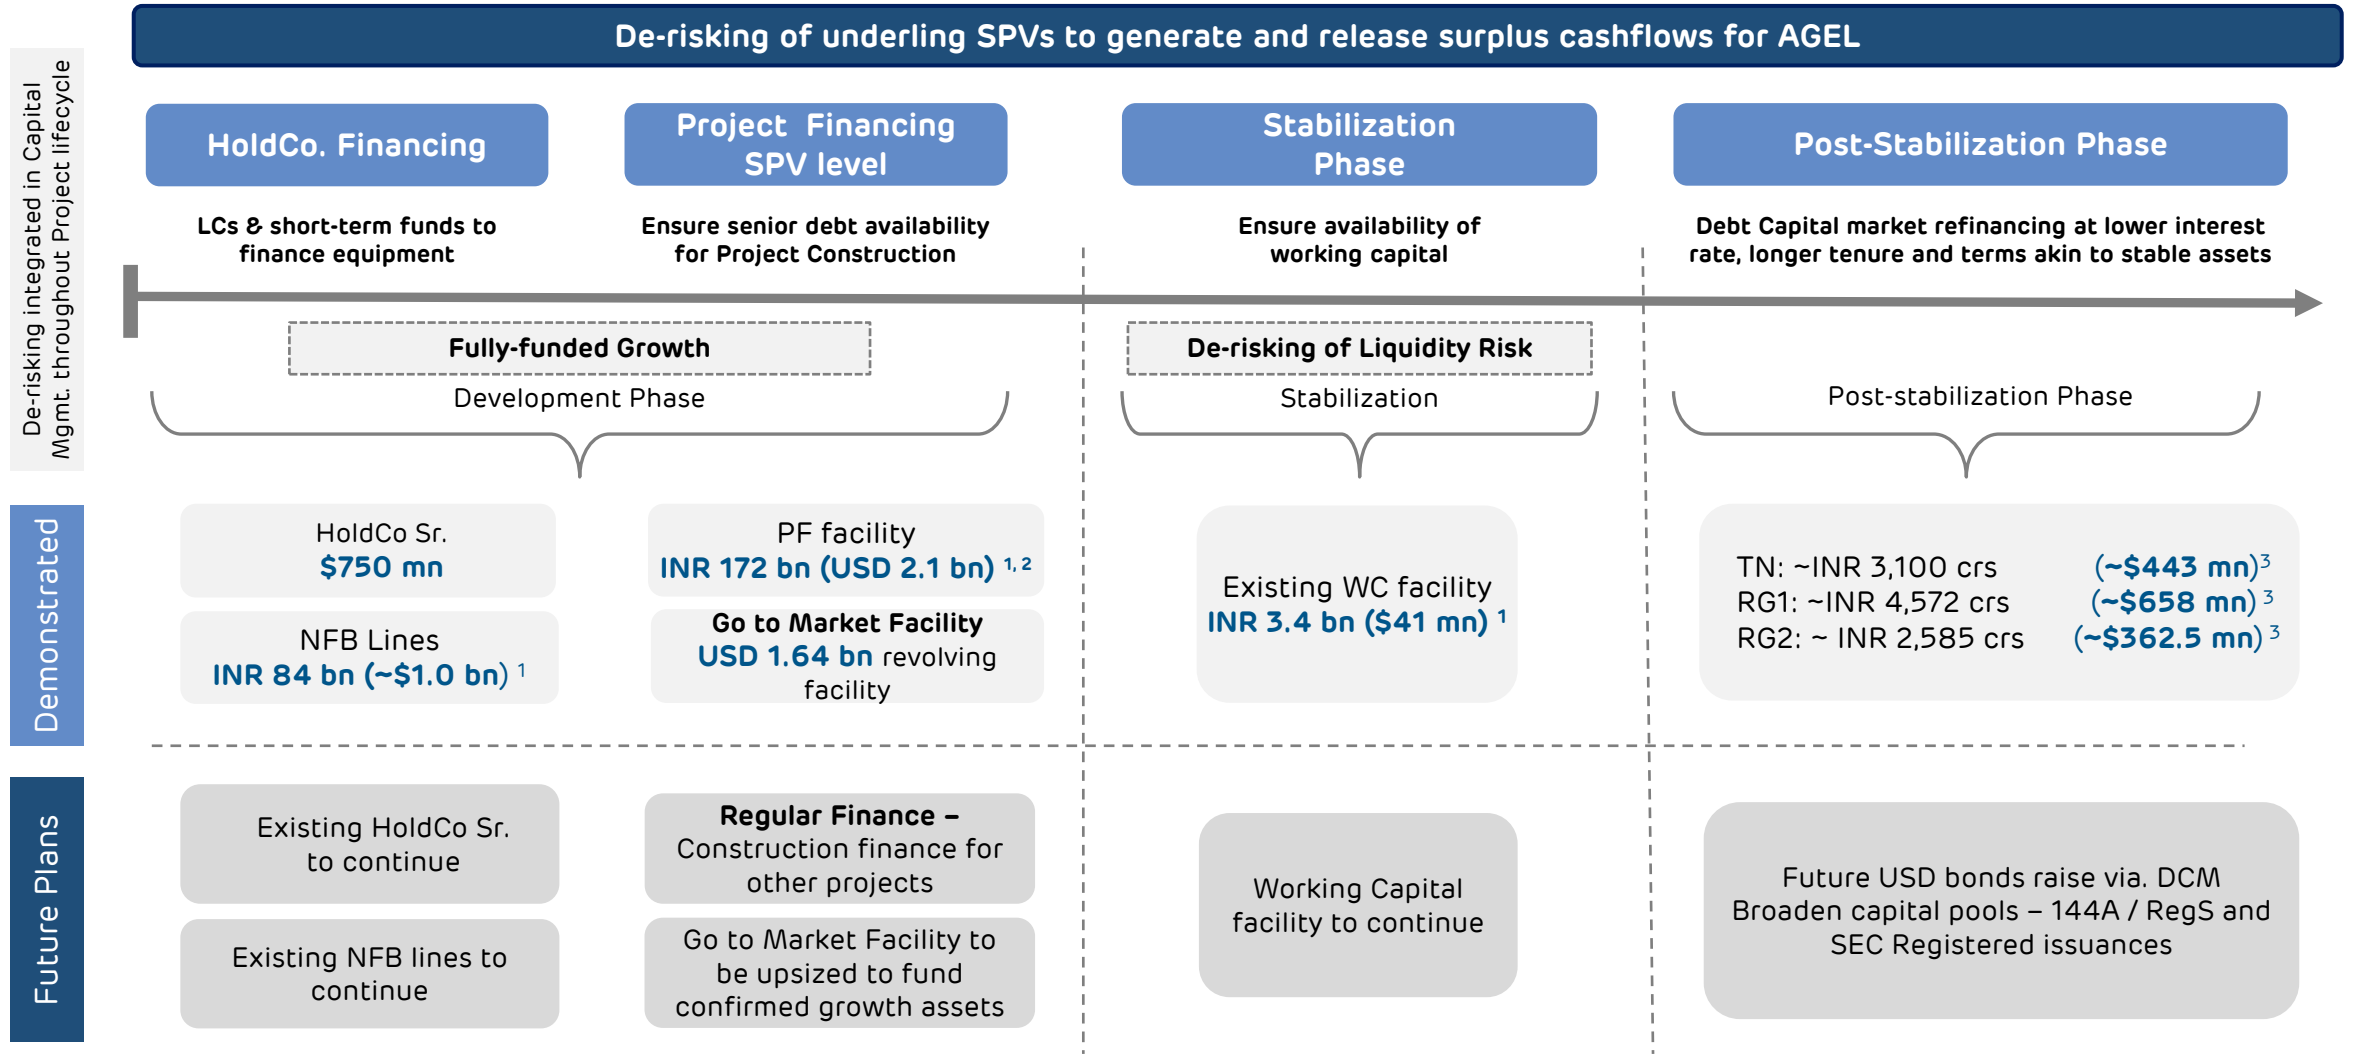 De-risking of underling SPVs to generate and release surplus cashflows for AGEL
De-risking integrated in Capital
Mgmt. throughout Project lifecycle
HoldCo. Financing
Project Financing
SPV level
Stabilization
Phase
Post-Stabilization Phase
LCs & short-term funds to
finance equipment
Ensure senior debt availability
for Project Construction
Ensure availability of
working capital
Debt Capital market refinancing at lower interest
rate, longer tenure and terms akin to stable assets
Fully-funded Growth
De-risking of Liquidity Risk
Development Phase
Stabilization
Post-stabilization Phase
Demonstrated
HoldCo Sr.
$750 mn
NFB Lines
INR 84 bn (~$1.0 bn) 1
PF facility
INR 172 bn (USD 2.1 bn) 1, 2
Go to Market Facility
USD 1.64 bn revolving
facility
Existing WC facility
INR 3.4 bn ($41 mn) 1
TN: ~INR 3,100 crs (~$443 mn)3
RG1: ~INR 4,572 crs (~$658 mn) 3
RG2: ~ INR 2,585 crs (~$362.5 mn) 3
Future Plans
Existing HoldCo Sr.
to continue
Existing NFB lines to
continue
Regular Finance –
Construction finance for
other projects
Go to Market Facility to
be upsized to fund
confirmed growth assets
Working Capital
facility to continue
Future USD bonds raise via. DCM
Broaden capital pools – 144A / RegS and
SEC Registered issuances